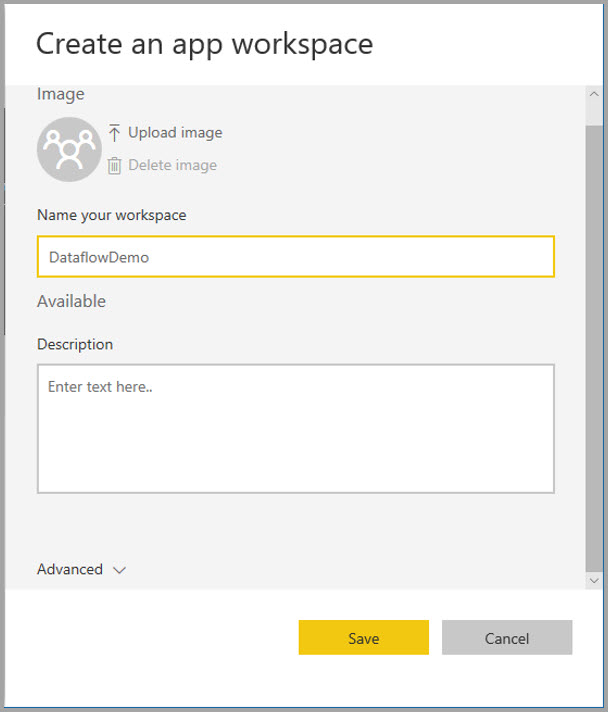 Create an app workspace
Image
Upload image
Delete image
Name your workspace
DataflowDemo
Available
Description
Enter text here..
Advanced
Save
Cancel